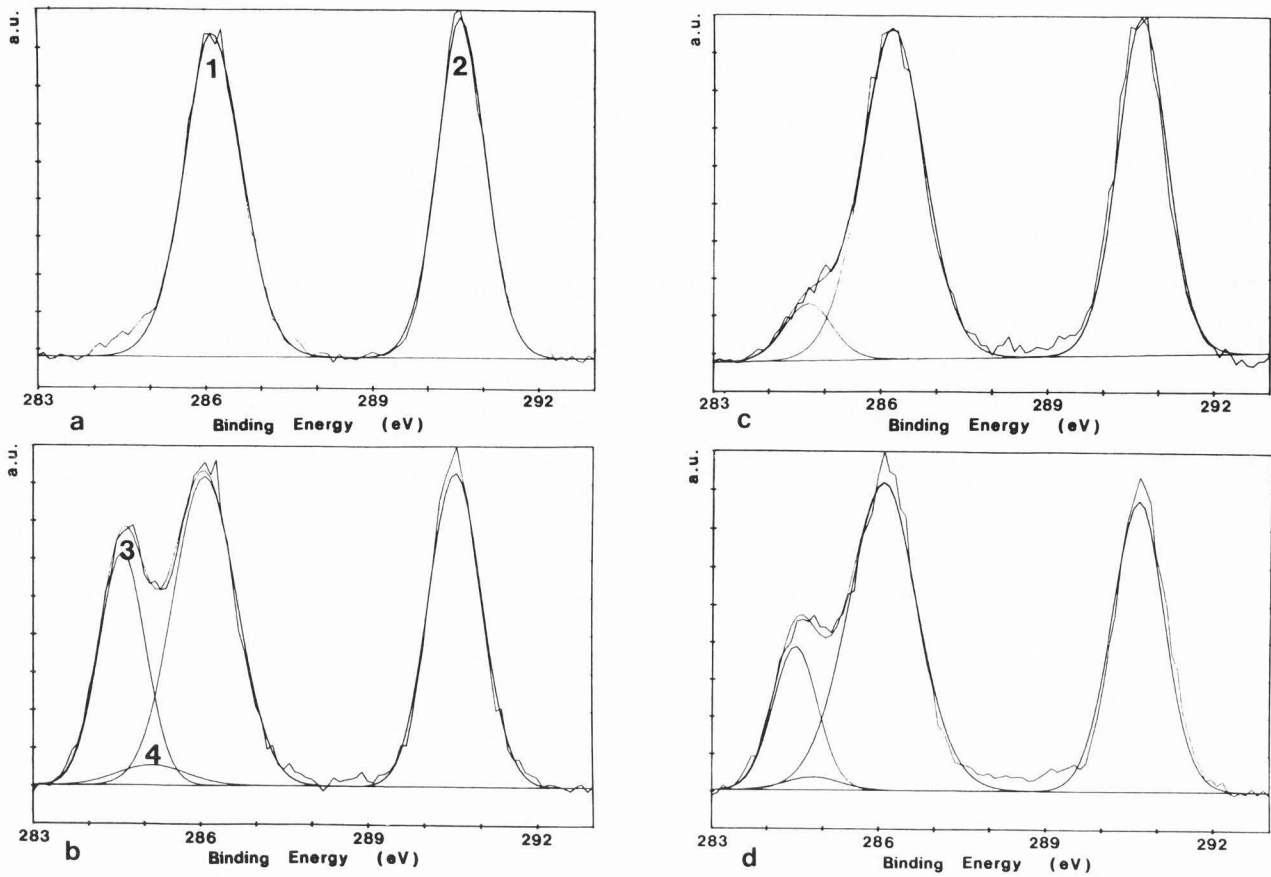 a.u.
1
2
283 286 289 292
a Binding Energy (eV)
a.u.
283 286 289 292
Binding Energy (eV)
c
a.u.
3
4
283 286 289 292
b Binding Energy (eV)
a.u.
283 286 289 292
d Binding Energy (eV)